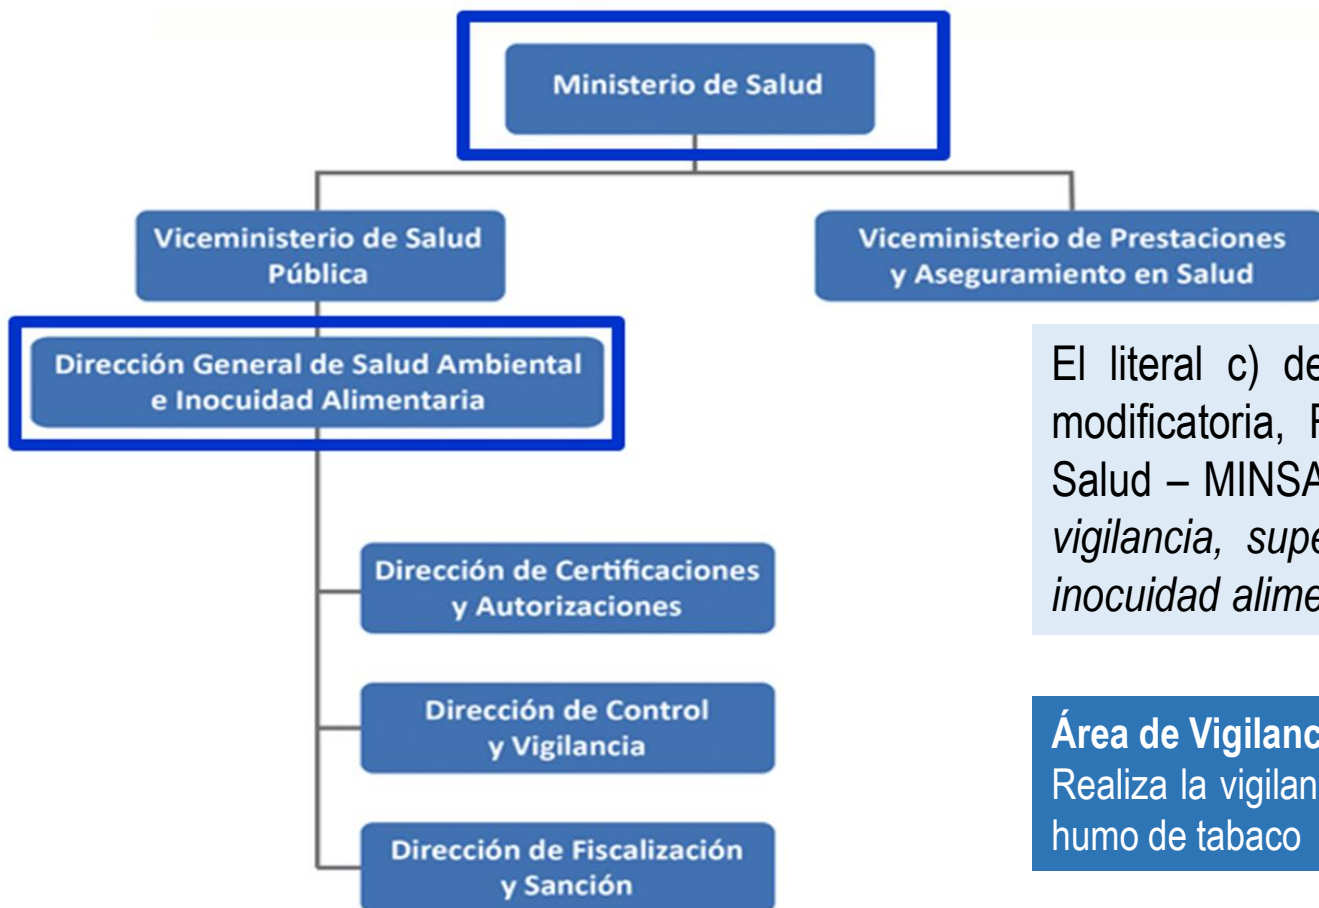 Ministerio de Salud
Viceministerio de Salud
Pública
Viceministerio de Prestaciones
y Aseguramiento en Salud
Dirección General de Salud Ambiental
e Inocuidad Alimentaria
Dirección de Certificaciones
y Autorizaciones
Dirección de Control
y Vigilancia
Dirección de Fiscalización
y Sanción
El literal c) de
modificatoria,
Salud – MINSA
vigilancia, supe
inocuidad alime
Área de Vigilanc
Realiza la vigilan
humo de tabaco